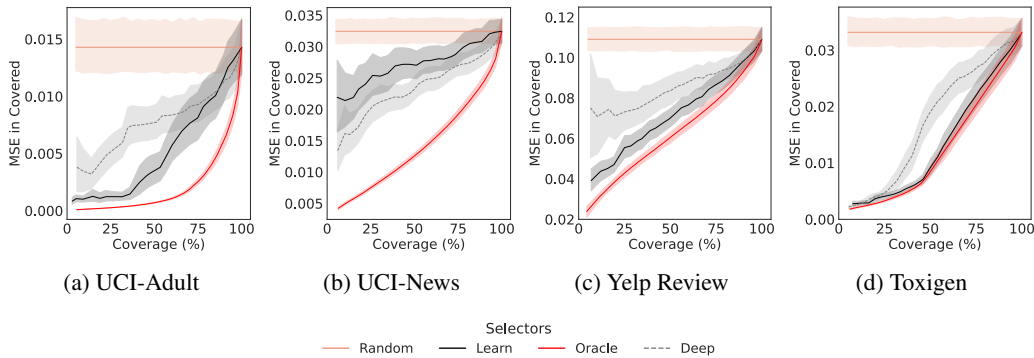 MSE in Covered
0.015
0.010
0.005
0.000
0 25 50 75 100
Coverage (%)
(a) UCI-Adult
MSE in Covered
0.035
0.030
0.025
0.020
0.015
0.010
0.005
0 25 50 75 100
Coverage (%)
(b) UCI-News
MSE in Covered
0.12
0.10
0.08
0.06
0.04
0.02
0 25 50 75 100
Coverage (%)
(c) Yelp Review
MSE in Covered
0.03
0.02
0.01
0.00
0 25 50 75 100
Coverage (%)
(d) Toxigen
Selectors
Random Learn Oracle Deep